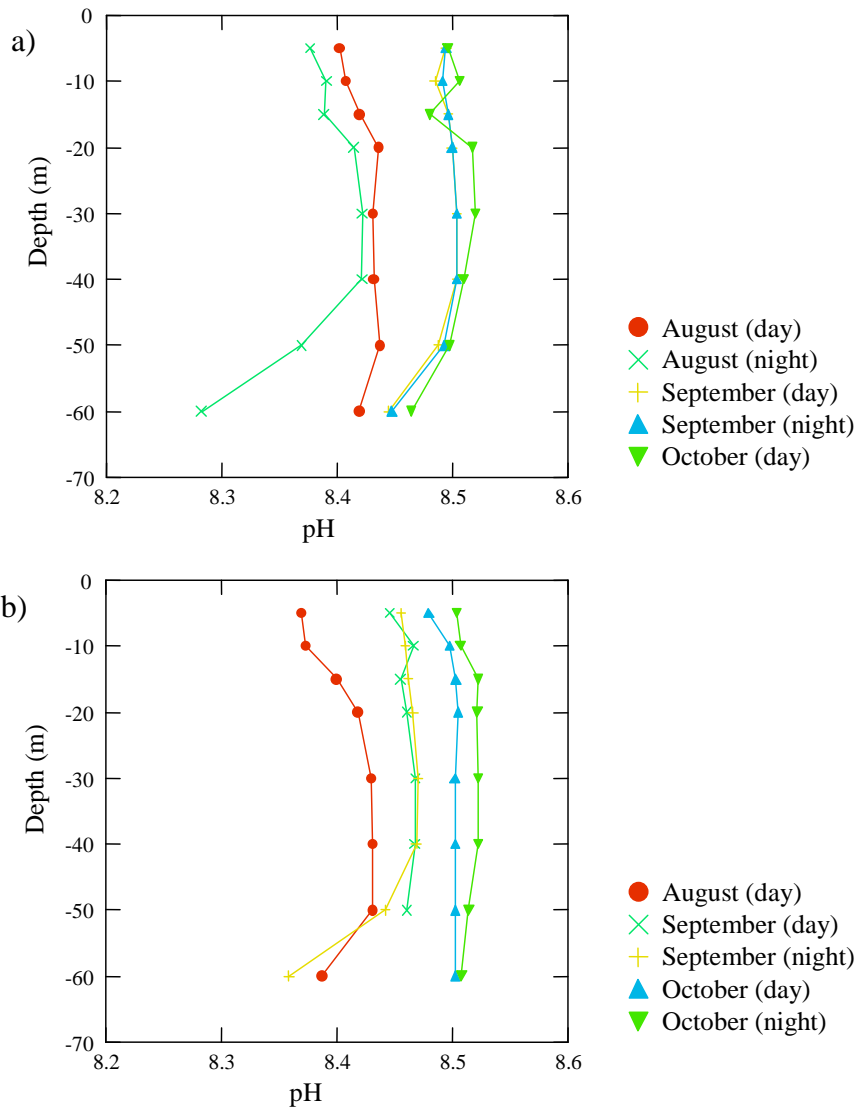 a)
0
-10
-20
-30
-40
-50
-60
-70
Depth (m)
8.2 8.3 8.4 8.5 8.6
pH
August (day)
August (night)
September (day)
September (night)
October (day)
b)
0
-10
-20
-30
-40
-50
-60
-70
Depth (m)
8.2 8.3 8.4 8.5 8.6
pH
August (day)
September (day)
September (night)
October (day)
October (night)